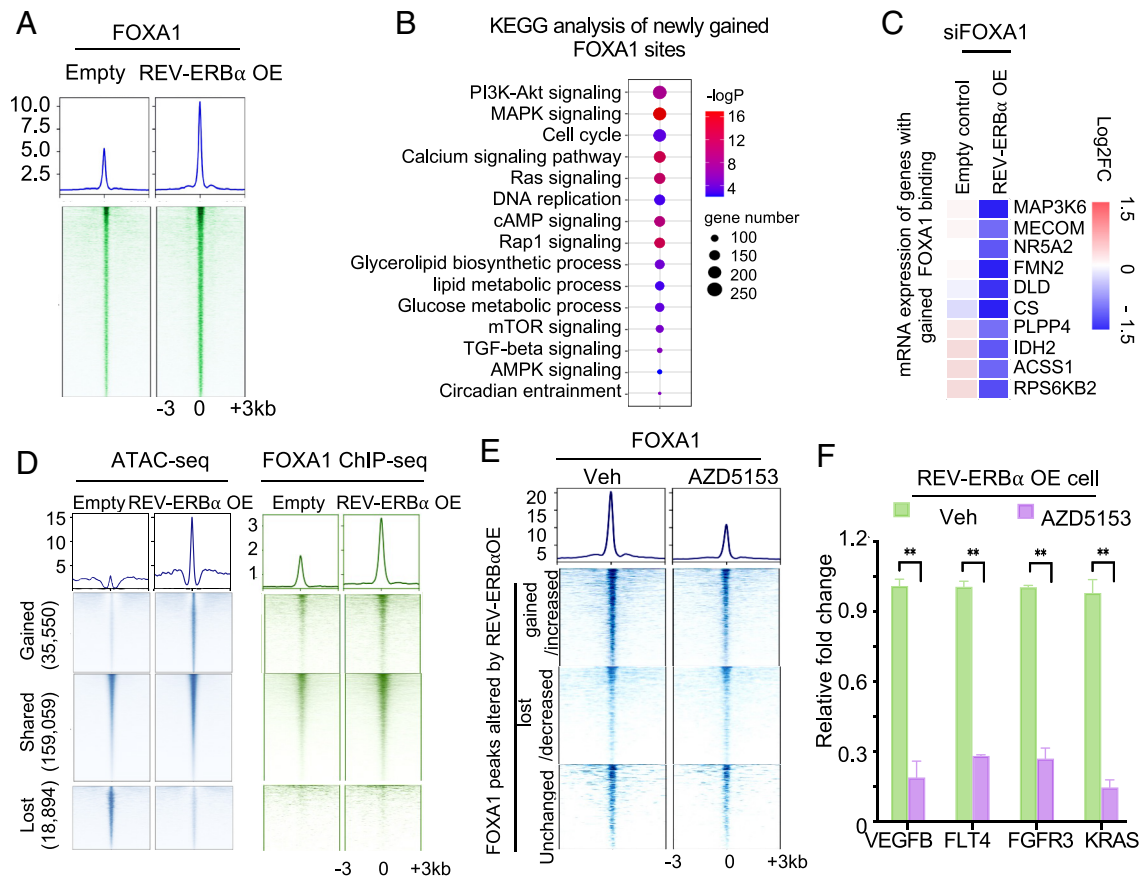 A
FOXA1
Empty REV-ERBα OE
10.0
7.5
5.0
2.5
-3 0 +3kb
B
KEGG analysis of newly gained
FOXA1 sites
PI3K-Akt signaling
MAPK signaling
Cell cycle
Calcium signaling pathway
Ras signaling
DNA replication
cAMP signaling
Rap1 signaling
Glycerolipid biosynthetic process
lipid metabolic process
Glucose metabolic process
mTOR signaling
TGF-beta signaling
AMPK signaling
Circadian entrainment
-logP
16
12
8
4
gene number
100
150
200
250
C
siFOXA1
Empty control
REV-ERBα OE
mRNA expression of genes with
gained FOXA1 binding
MAP3K6
MECOM
NR5A2
FMN2
DLD
CS
PLPP4
IDH2
ACSS1
RPS6KB2
Log2FC
1.5
0
- 1.5
D
ATAC-seq FOXA1 ChIP-seq
Empty REV-ERBα OE Empty REV-ERBα OE
15
10
5
3
2
1
Gained
(35,550)
Shared
(159,059)
Lost
(18,894)
-3 0 +3kb
E
FOXA1
Veh AZD5153
20
15
10
5
FOXA1 peaks altered by REV-ERBαOE
gained
/increased
lost
/decreased
Unchanged
-3 0 +3kb
F
REV-ERBα OE cell
Veh AZD5153
Relative fold change
1.2
0.9
0.6
0.3
0
** ** ** **
VEGFB FLT4 FGFR3 KRAS